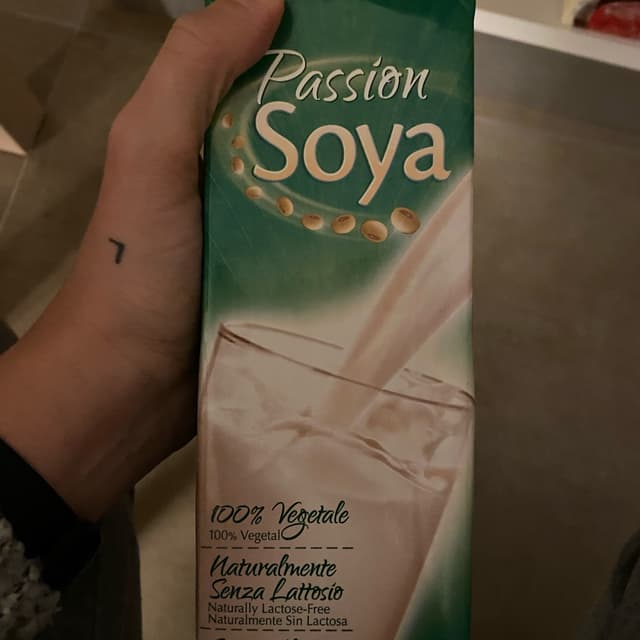 Passion
Soya
100% Vegetale
100% Vegetal
Naturalmente
Senza Lattosio
Naturally Lactose-Free
Naturalmente Sin Lactosa